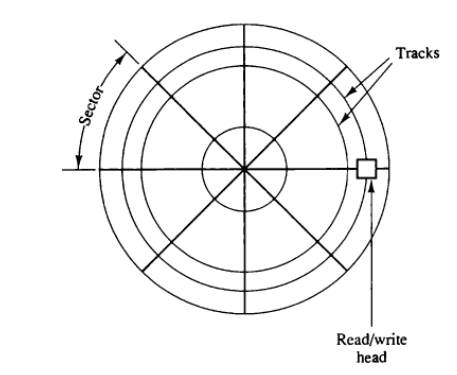 Tracks
Sector
Read/write
head